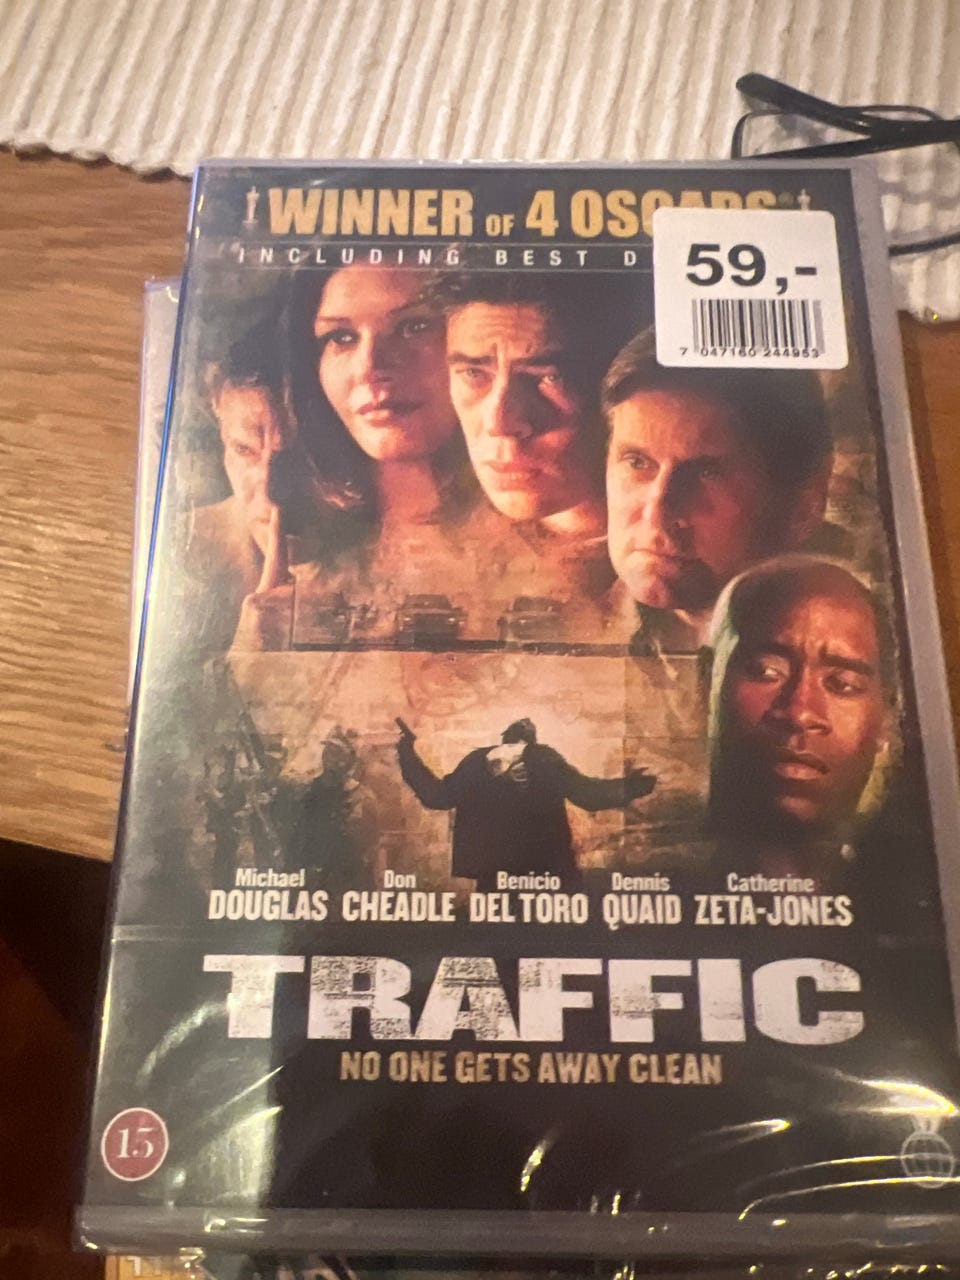 WINNER OF 4 OSCARS®
INCLUDING BEST D
59,-
7 047160 244953
Michael Don Benicio Dennis Catherine
DOUGLAS CHEADLE DEL TORO QUAID ZETA-JONES
TRAFFIC
NO ONE GETS AWAY CLEAN
15